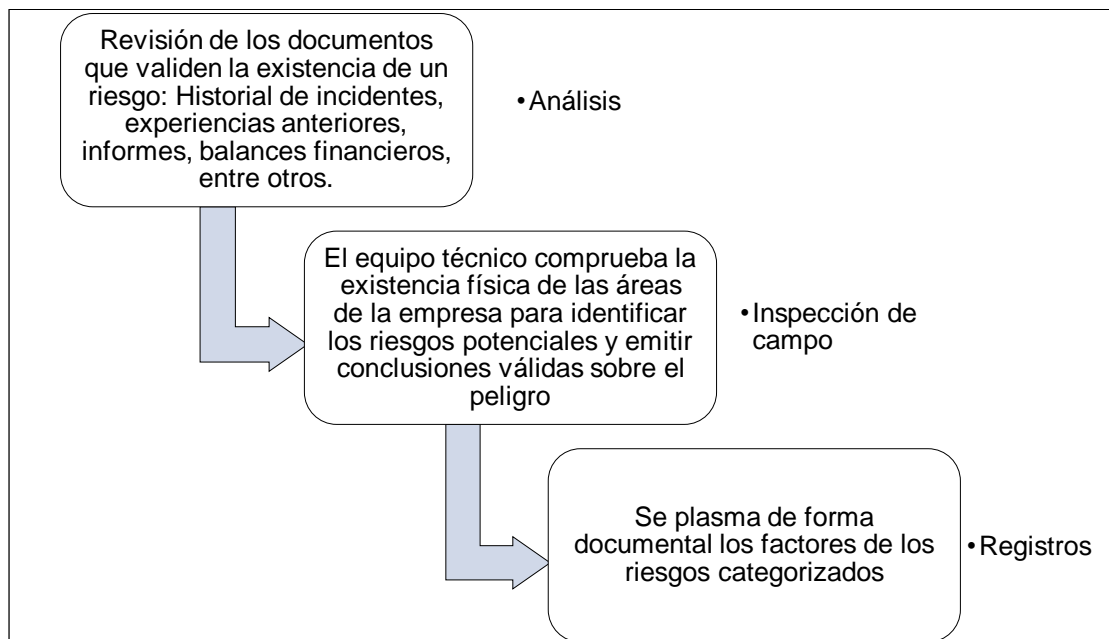 Revisión de los documentos
que validen la existencia de un
riesgo: Historial de incidentes,
experiencias anteriores,
informes, balances financieros,
entre otros.
•Análisis
El equipo técnico comprueba la
existencia física de las áreas
de la empresa para identificar
los riesgos potenciales y emitir
conclusiones válidas sobre el
peligro
•Inspección de
campo
Se plasma de forma
documental los factores de los
riesgos categorizados
•Registros